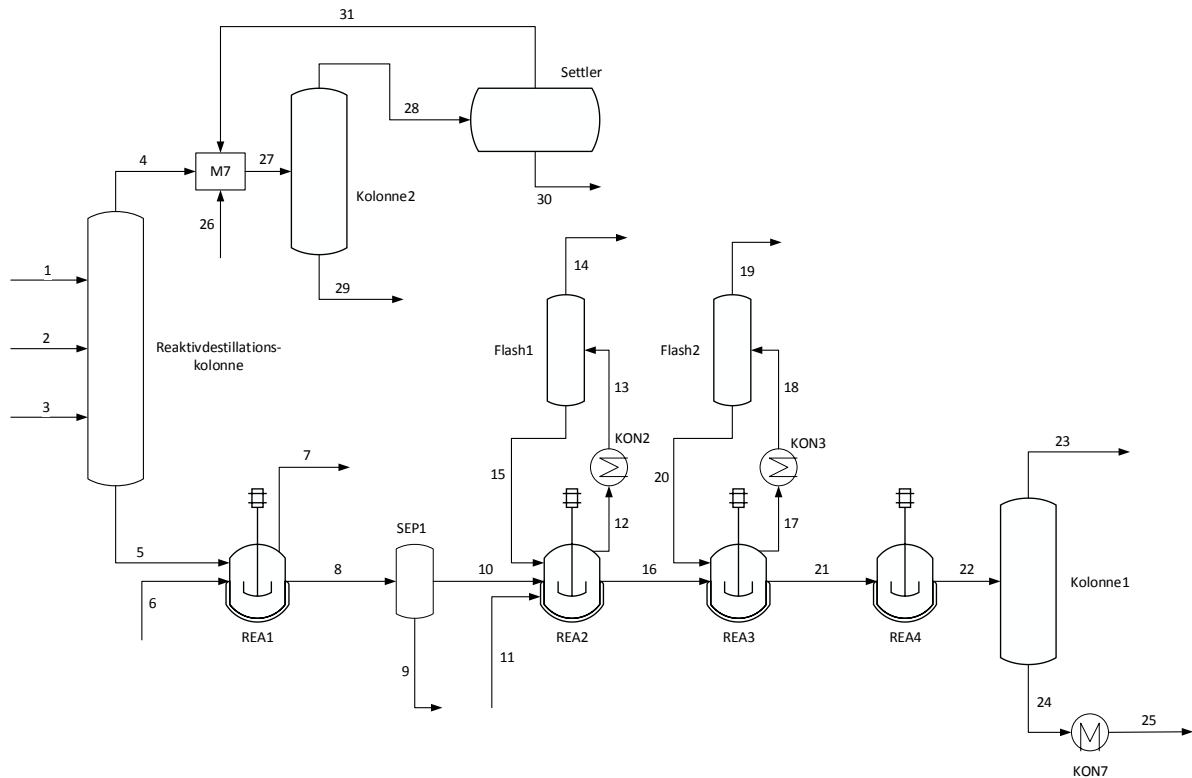 31
Settler
28
4
M7
27
Kolonne2
30
26
14
19
1
29
Reaktivdestillations-
kolonne
Flash1
Flash2
2
13
18
3
KON2
KON3
23
7
15
20
SEP1
12
17
5
8
10
16
21
22
Kolonne1
6
REA1
REA2
REA3
REA4
9
11
24
25
KON7